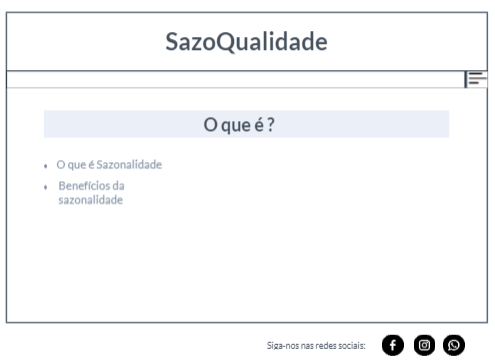 SazoQualidade
O que é ?
O que é Sazonalidade
Benefícios da
sazonalidade
Siga-nos nas redes sociais: